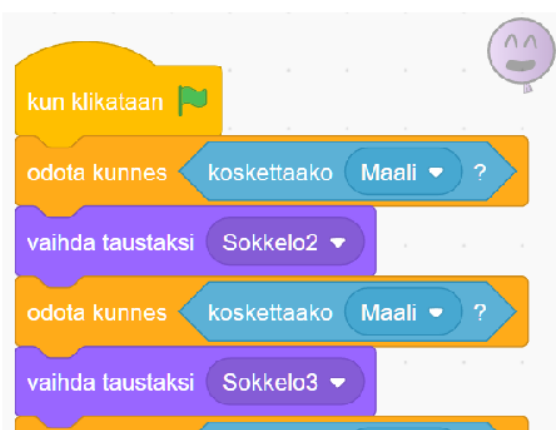 kun klikataan
odota kunnes koskettaako Maali ?
vaihda taustaksi Sokkelo2
odota kunnes koskettaako Maali ?
vaihda taustaksi Sokkelo3